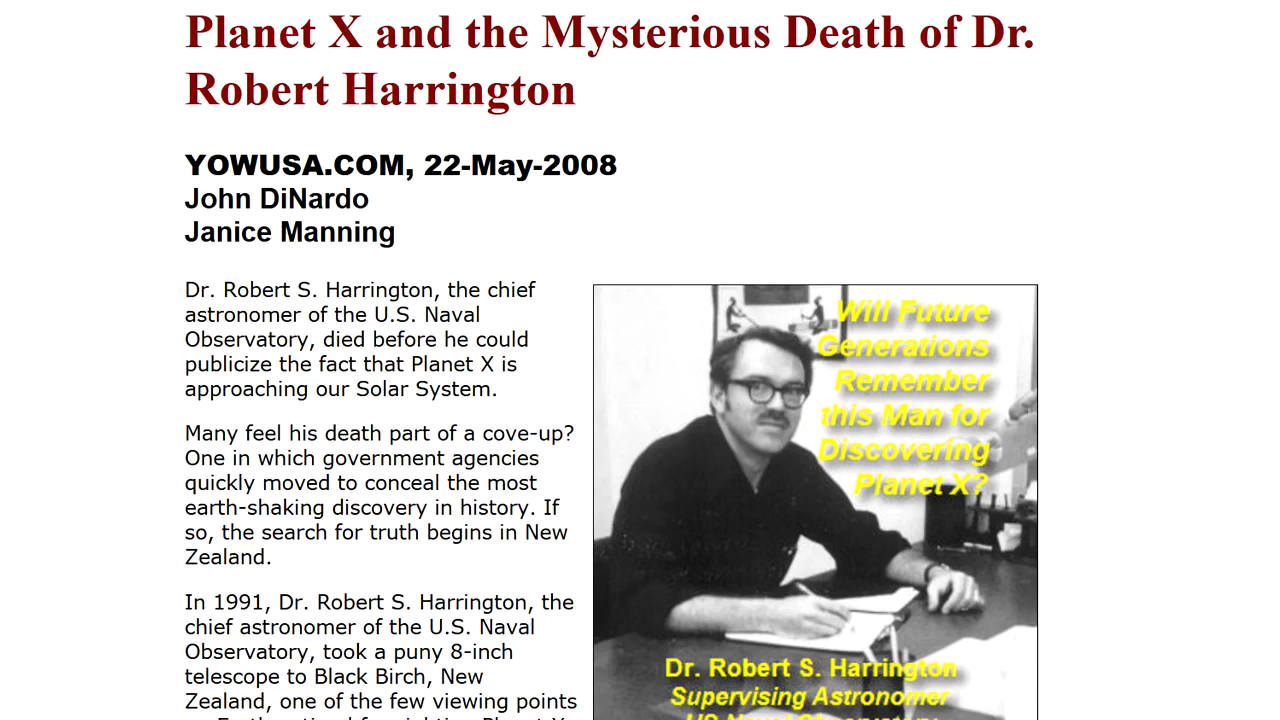 Planet X and the Mysterious Death of Dr.
Robert Harrington
YOWUSA.COM, 22-May-2008
John DiNardo
Janice Manning
Dr. Robert S. Harrington, the chief
astronomer of the U.S. Naval
Observatory, died before he could
publicize the fact that Planet X is
approaching our Solar System.
Many feel his death part of a cove-up?
One in which government agencies
quickly moved to conceal the most
earth-shaking discovery in history. If
so, the search for truth begins in New
Zealand.
In 1991, Dr. Robert S. Harrington, the
chief astronomer of the U.S. Naval
Observatory, took a puny 8-inch
telescope to Black Birch, New
Zealand, one of the few viewing points
Will Future
Generations
Remember
this Man for
Discovering
Planet X?
Dr. Robert S. Harrington
Supervising Astronomer